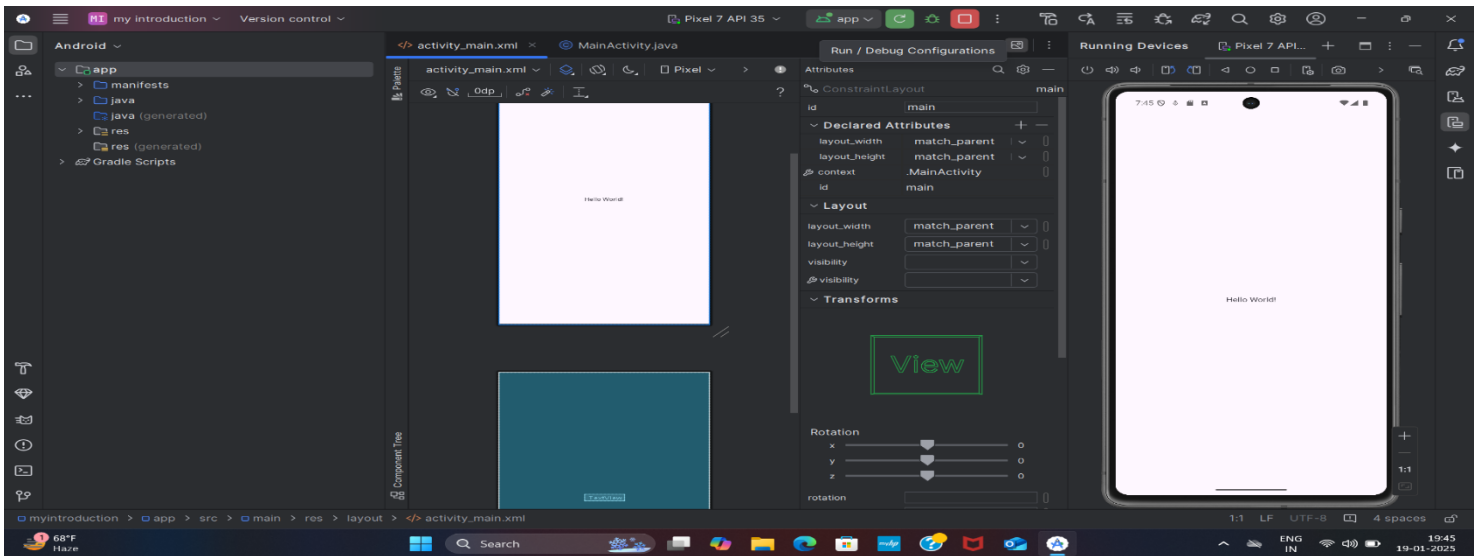 MI my introduction Version control Pixel 7 API 35 app
Android
app
manifests
java
java (generated)
res
res (generated)
Gradle Scripts
activity_main.xml MainActivity.java
activity_main.xml Pixel
0dp
Palette
Component Tree
Hello World!
TextView
Run / Debug Configurations
Attributes
ConstraintLayout main
id main
Declared Attributes
layout_width match_parent
layout_height match_parent
context .MainActivity
id main
Layout
layout_width match_parent
layout_height match_parent
visibility
visibility
Transforms
View
Rotation
x 0
y 0
z 0
rotation
Running Devices Pixel 7 API...
7:45
Hello World!
1:1
myintroduction > app > src > main > res > layout > activity_main.xml
1:1 LF UTF-8 4 spaces
1
68°F
Haze
Search
ENG
IN
19:45
19-01-2025